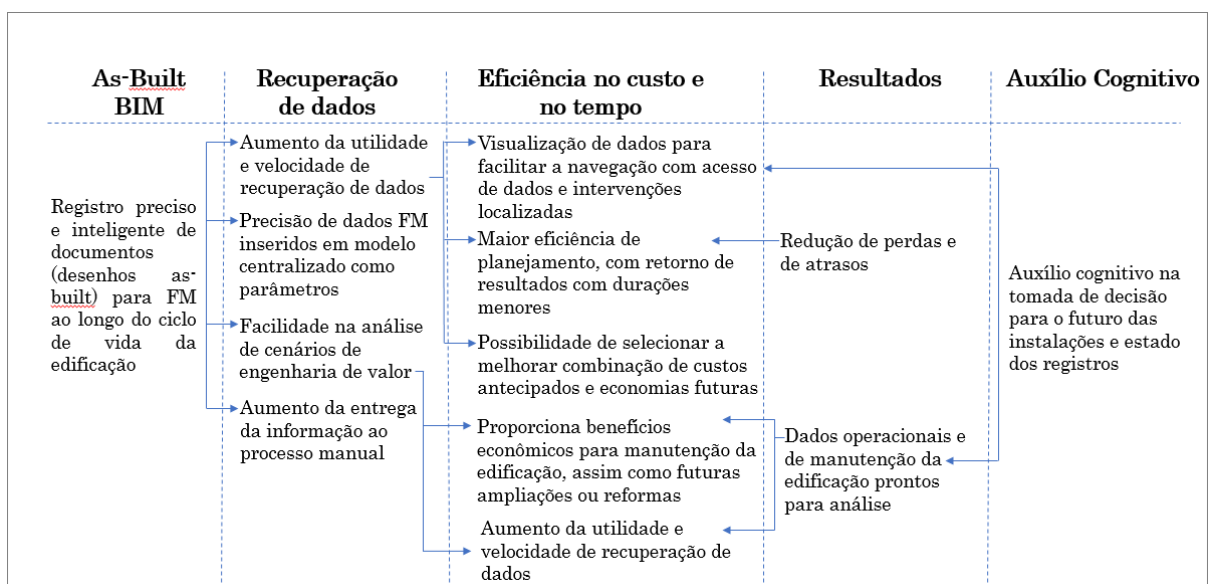 As-Built
BIM
Recuperação
de dados
Eficiência no custo e
no tempo
Resultados
Auxílio Cognitivo
Registro preciso
e inteligente de
documentos
(desenhos as-
built) para FM
ao longo do ciclo
de vida da
edificação
Aumento da utilidade
e velocidade de
recuperação de dados
Precisão de dados FM
inseridos em modelo
centralizado como
parâmetros
Facilidade na análise
de cenários de
engenharia de valor
Aumento da entrega
da informação ao
processo manual
Visualização de dados para
facilitar a navegação com acesso
de dados e intervenções
localizadas
Maior eficiência de
planejamento, com retorno de
resultados com durações
menores
Possibilidade de selecionar a
melhorar combinação de custos
antecipados e economias futuras
Proporciona benefícios
econômicos para manutenção da
edificação, assim como futuras
ampliações ou reformas
Aumento da utilidade e
velocidade de recuperação de
dados
Redução de perdas e
de atrasos
Dados operacionais e
de manutenção da
edificação prontos
para análise
Auxílio cognitivo na
tomada de decisão
para o futuro das
instalações e estado
dos registros